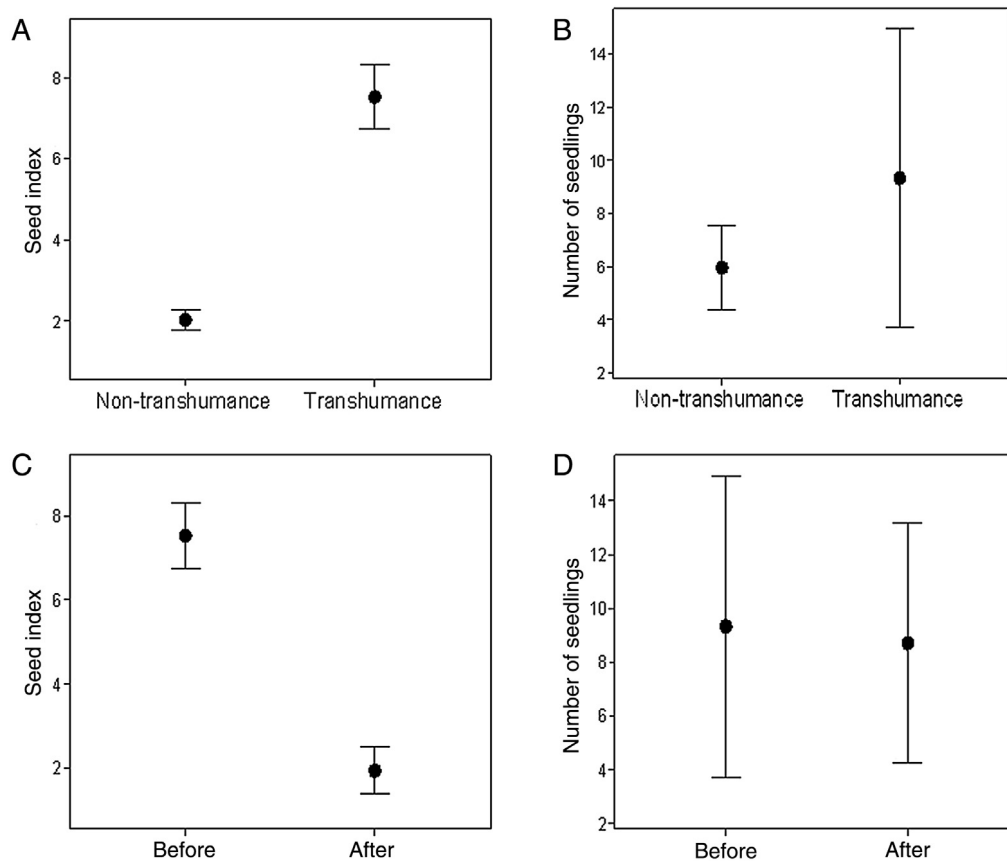 A
Seed index
8
6
4
2
Non-transhumance Transhumance
B
Number of seedlings
14
12
10
8
6
4
2
Non-transhumance Transhumance
C
Seed index
8
6
4
2
Before After
D
Number of seedlings
14
12
10
8
6
4
2
Before After